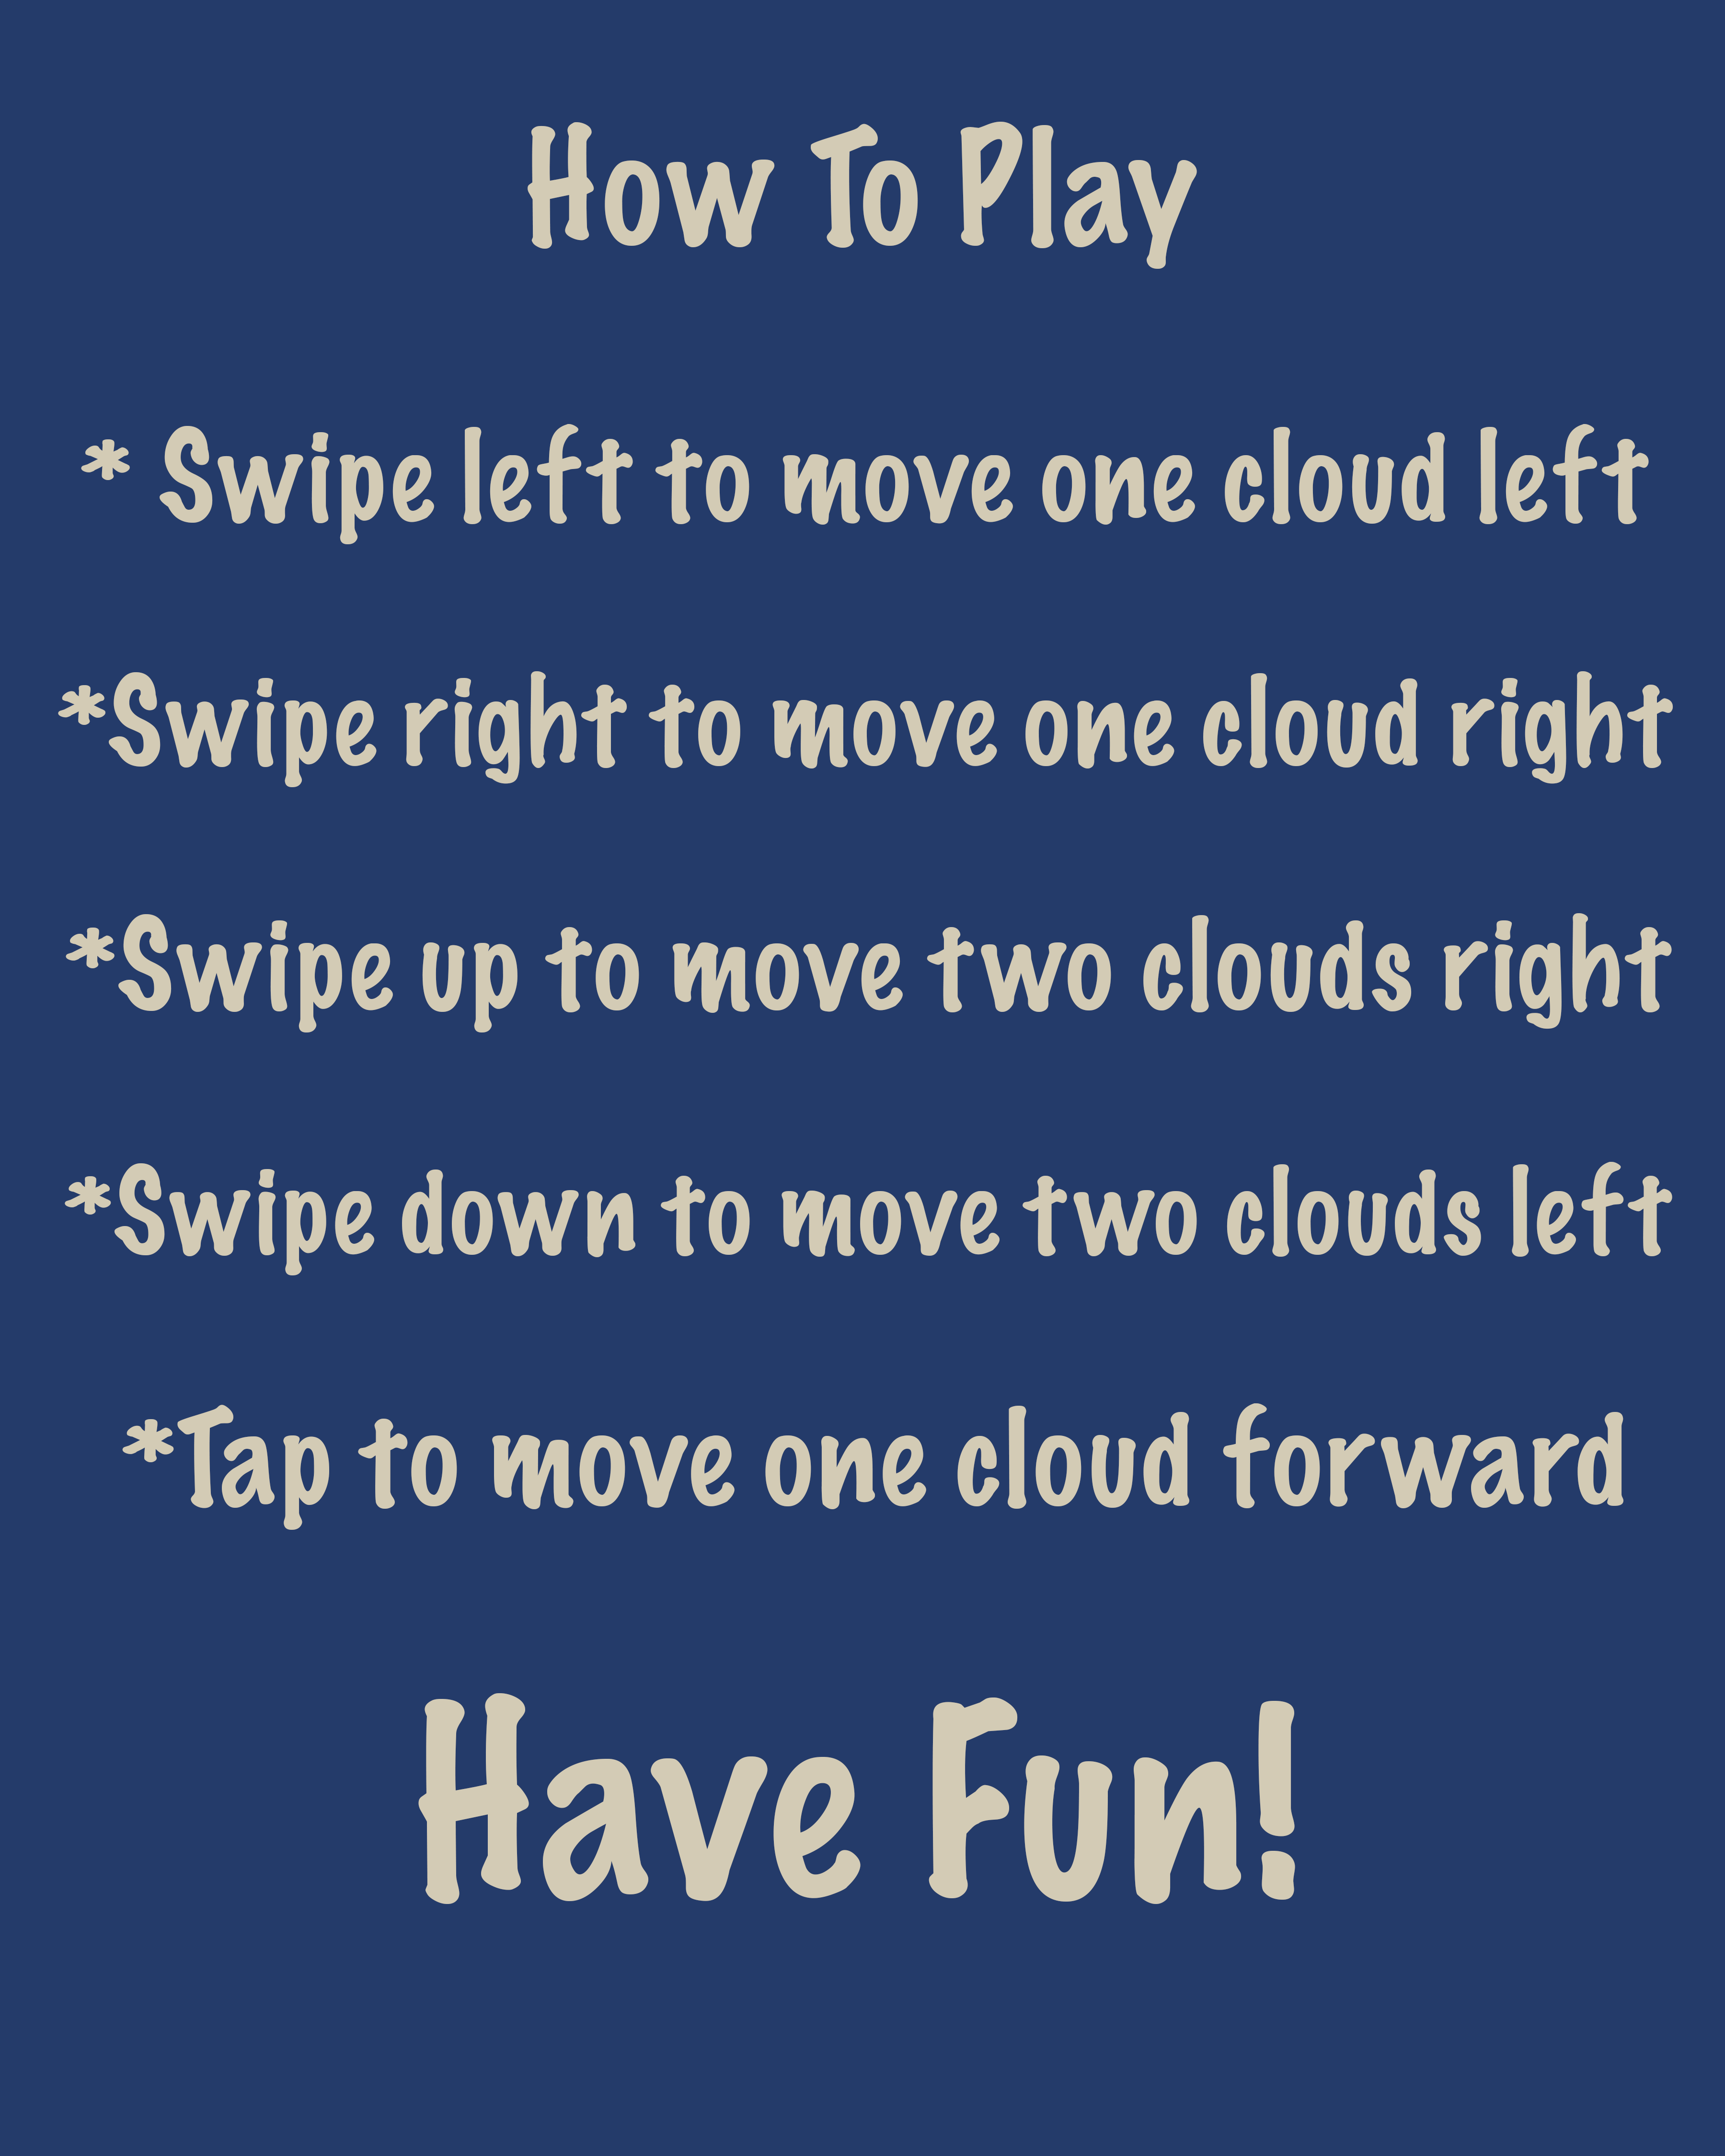 How To Play
* Swipe left to move one cloud left
*Swipe right to move one cloud right
*Swipe up to move two clouds right
*Swipe down to move two clouds left
*Tap to move one cloud forward
Have Fun!